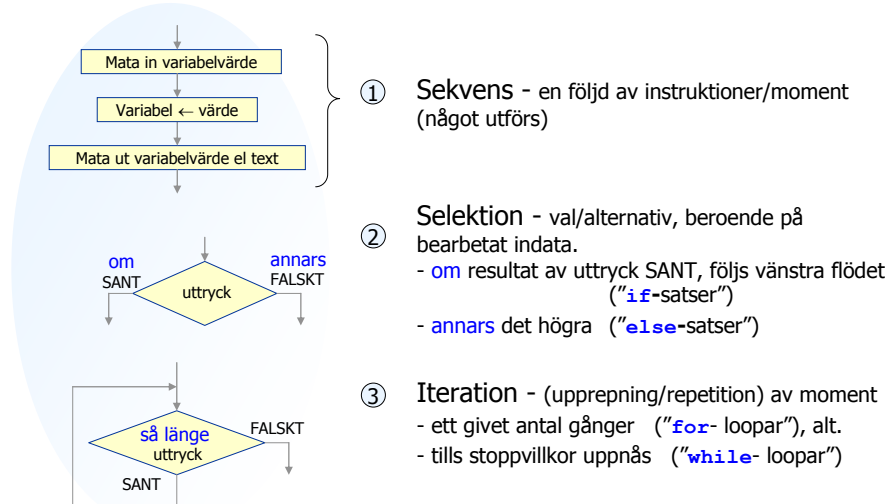 Mata in variabelvärde
Variabel ← värde
Mata ut variabelvärde el text
1 Sekvens - en följd av instruktioner/moment
(något utförs)
om
SANT
uttryck
annars
FALSKT
2 Selektion - val/alternativ, beroende på
bearbetat indata.
- om resultat av uttryck SANT, följs vänstra flödet
("if-satser")
- annars det högra ("else-satser")
så länge
uttryck
FALSKT
SANT
3 Iteration - (upprepning/repetition) av moment
- ett givet antal gånger ("for- loopar"), alt.
- tills stoppvillkor uppnås ("while- loopar")